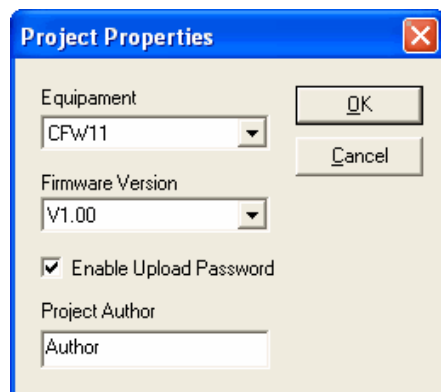 Project Properties
Equipament
OK
CFW11
Cancel
Firmware Version
V1.00
Enable Upload Password
Project Author
Author